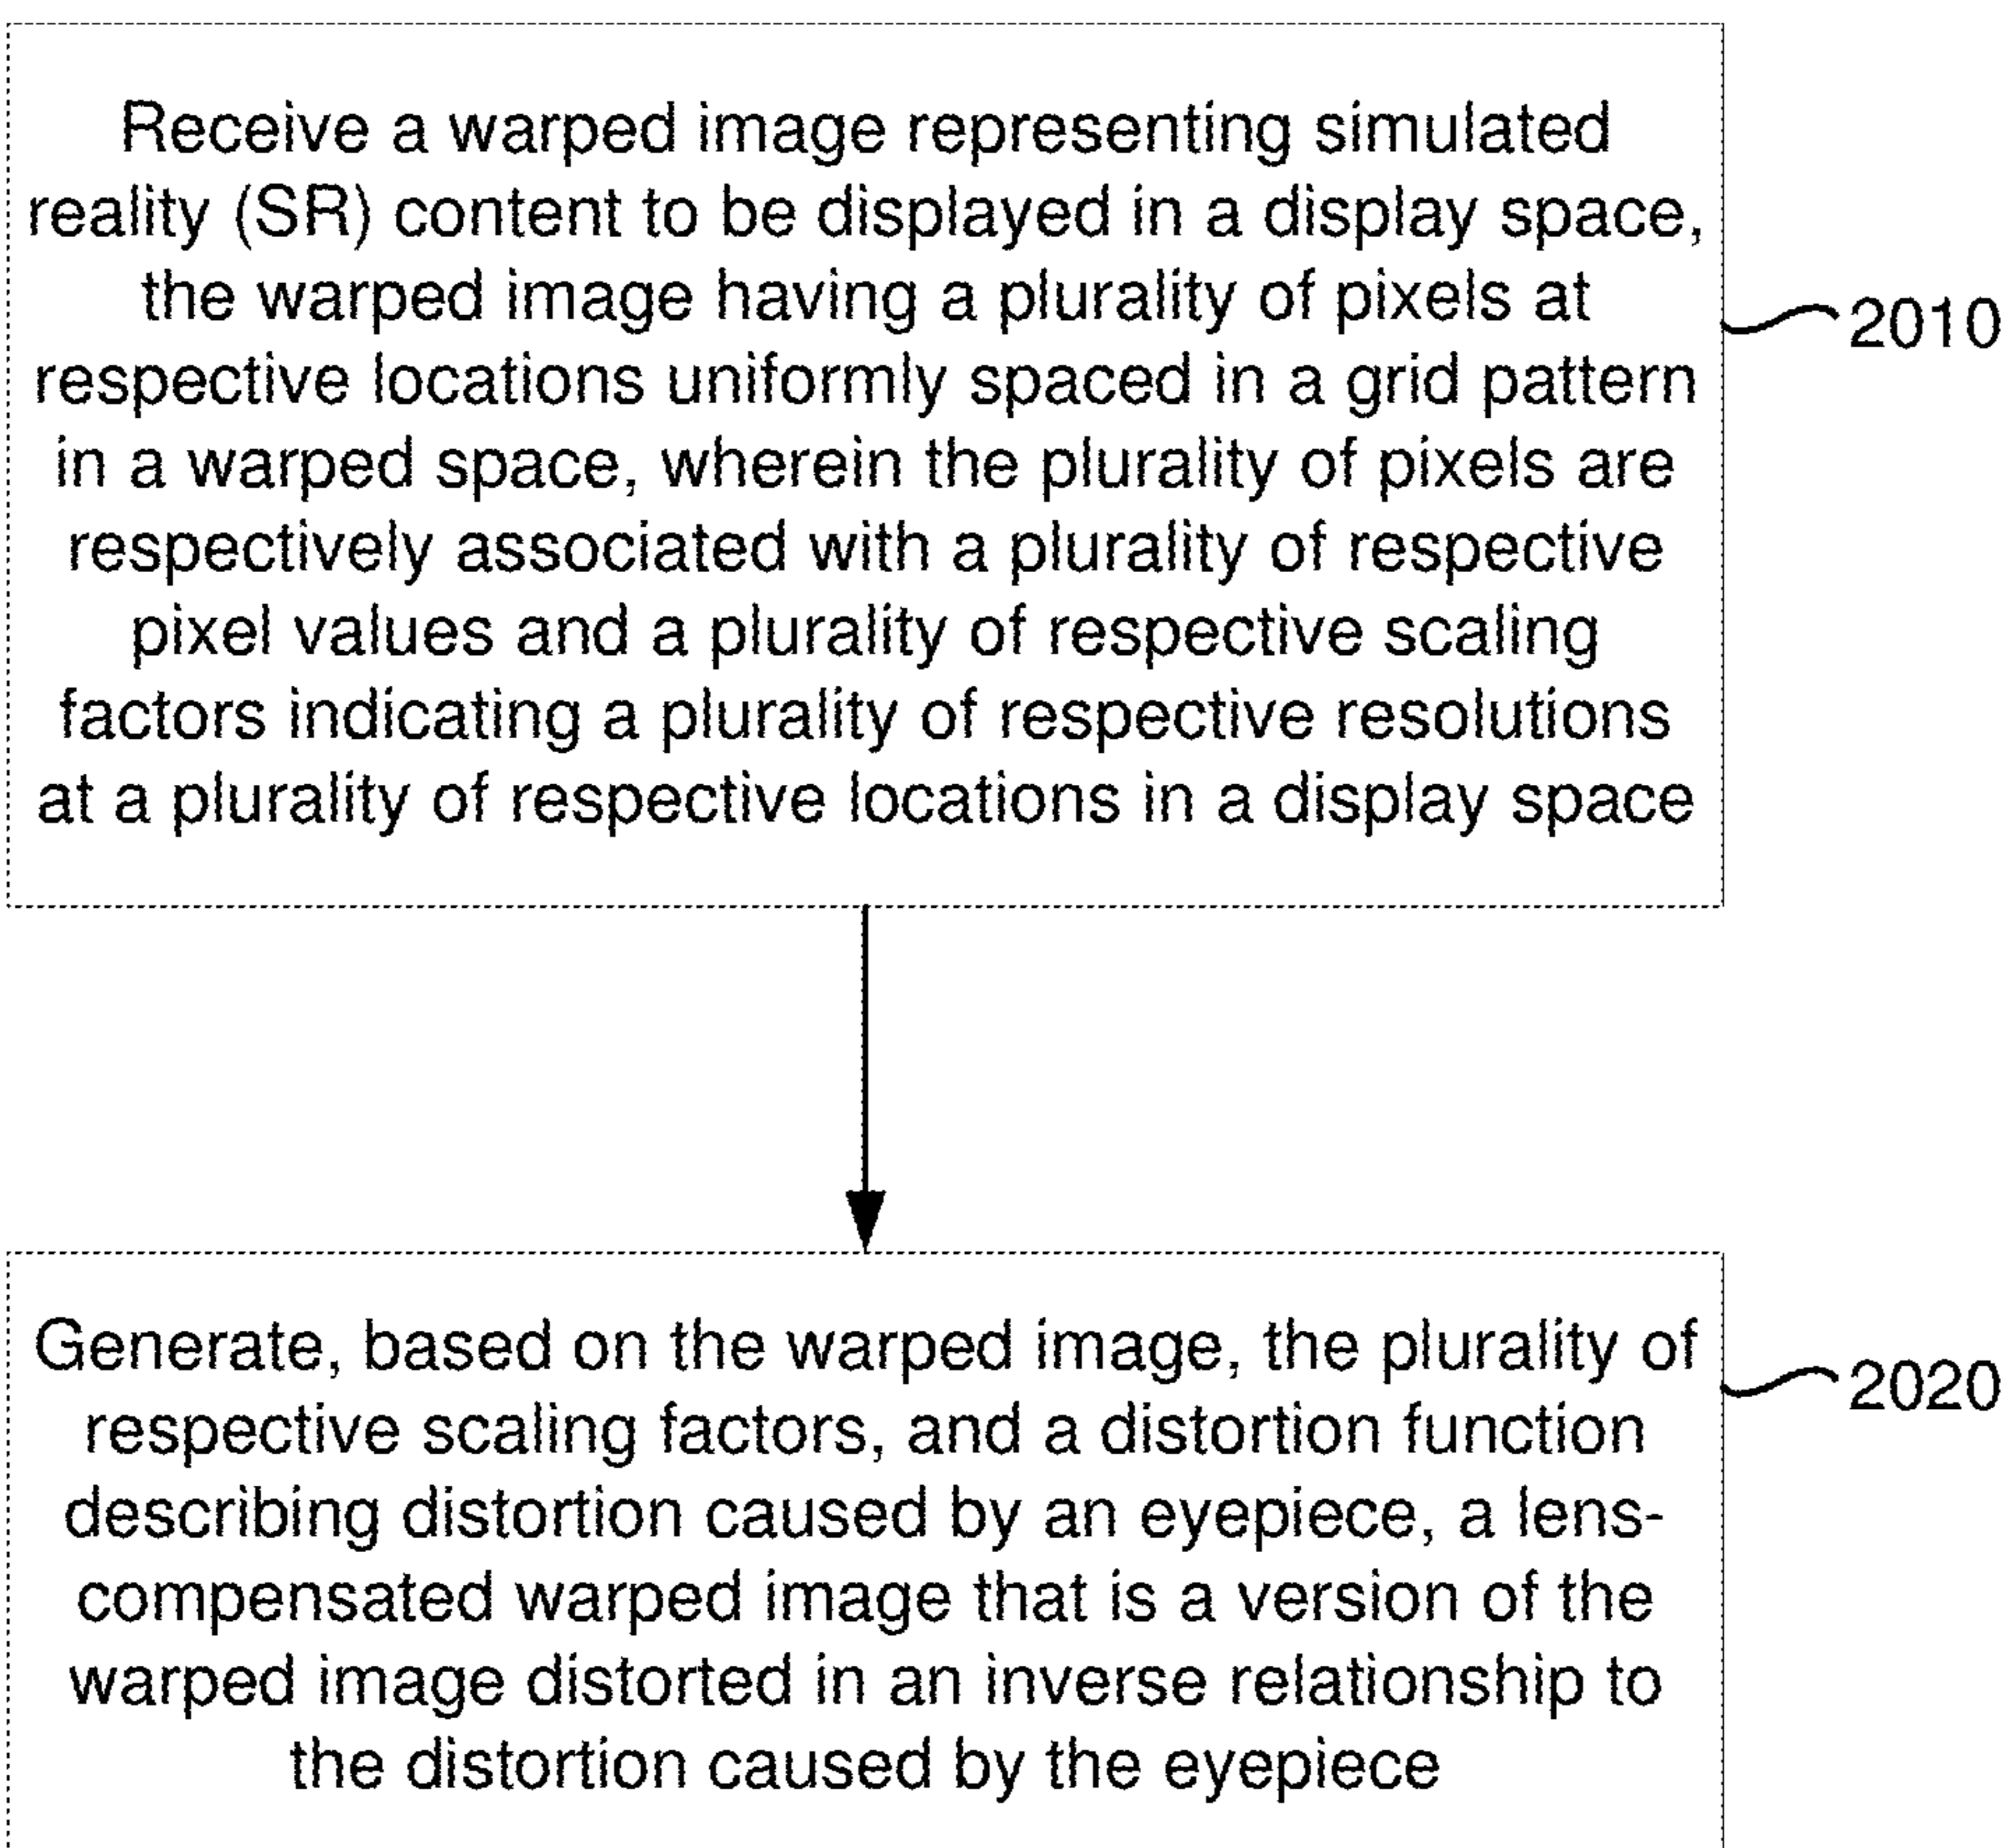 Receive a warped image representing simulated
reality (SR) content to be displayed in a display space,
the warped image having a plurality of pixels at
respective locations uniformly spaced in a grid pattern
in a warped space, wherein the plurality of pixels are
respectively associated with a plurality of respective
pixel values and a plurality of respective scaling
factors indicating a plurality of respective resolutions
at a plurality of respective locations in a display space
2010
Generate, based on the warped image, the plurality of
respective scaling factors, and a distortion function
describing distortion caused by an eyepiece, a lens-
compensated warped image that is a version of the
warped image distorted in an inverse relationship to
the distortion caused by the eyepiece
2020